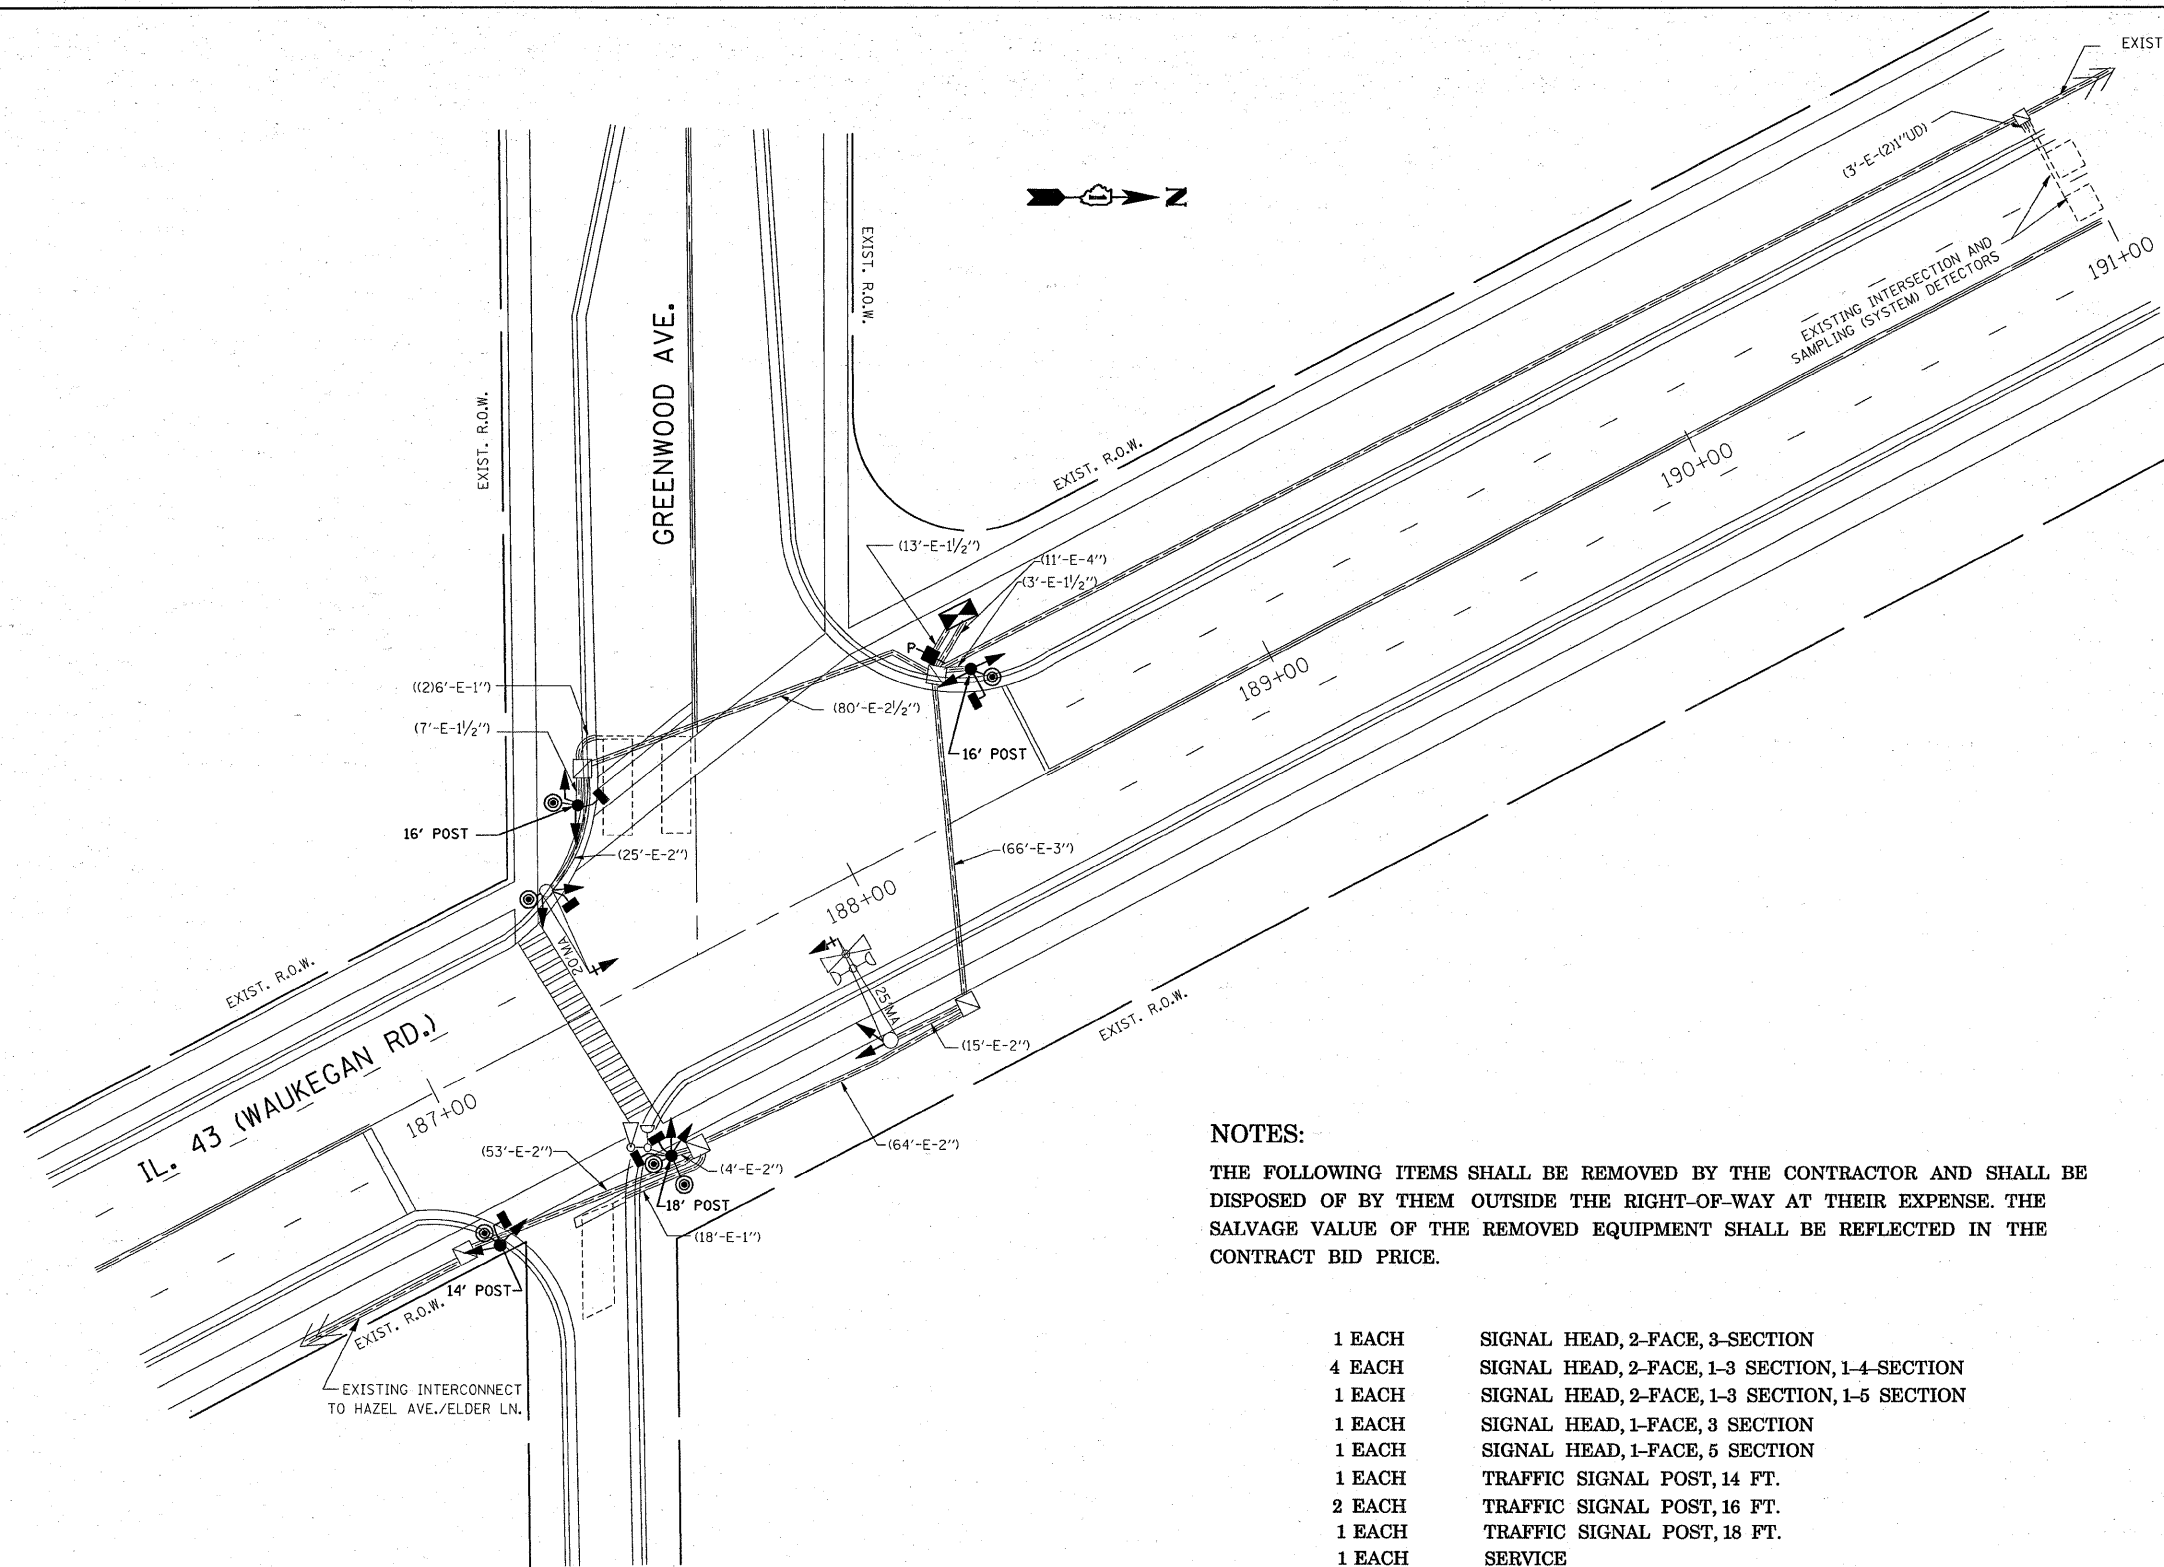 EXIST
(3'-E-(2)1"UD)
N
EXIST. R.O.W.
GREENWOOD AVE.
EXIST. R.O.W.
EXISTING INTERSECTION AND
SAMPLING (SYSTEM) DETECTORS
191+00
EXIST. R.O.W.
190+00
(13'-E-1½")
(11'-E-4")
(3'-E-1½")
P
189+00
((2)6'-E-1")
(7'-E-1½")
(80'-E-2½")
16' POST
16' POST
(25'-E-2")
(66'-E-3")
188+00
20'MA
EXIST. R.O.W.
25'MA
EXIST. R.O.W.
(15'-E-2")
IL. 43 (WAUKEGAN RD.)
187+00
(64'-E-2")
(53'-E-2")
(4'-E-2")
18' POST
(18'-E-1")
14' POST
EXIST. R.O.W.
EXISTING INTERCONNECT
TO HAZEL AVE./ELDER LN.
NOTES:
THE FOLLOWING ITEMS SHALL BE REMOVED BY THE CONTRACTOR AND SHALL BE
DISPOSED OF BY THEM OUTSIDE THE RIGHT-OF-WAY AT THEIR EXPENSE. THE
SALVAGE VALUE OF THE REMOVED EQUIPMENT SHALL BE REFLECTED IN THE
CONTRACT BID PRICE.
1 EACH SIGNAL HEAD, 2-FACE, 3-SECTION
4 EACH SIGNAL HEAD, 2-FACE, 1-3 SECTION, 1-4-SECTION
1 EACH SIGNAL HEAD, 2-FACE, 1-3 SECTION, 1-5 SECTION
1 EACH SIGNAL HEAD, 1-FACE, 3 SECTION
1 EACH SIGNAL HEAD, 1-FACE, 5 SECTION
1 EACH TRAFFIC SIGNAL POST, 14 FT.
2 EACH TRAFFIC SIGNAL POST, 16 FT.
1 EACH TRAFFIC SIGNAL POST, 18 FT.
1 EACH SERVICE